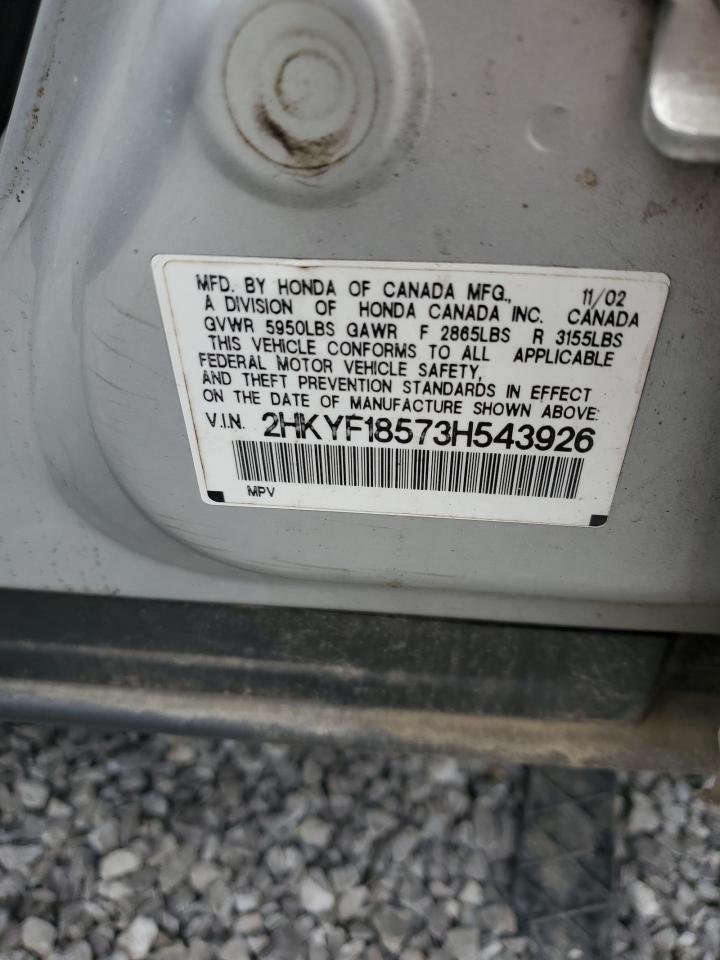 MFD. BY HONDA OF CANADA MFG., 11/02
A DIVISION OF HONDA CANADA INC. CANADA
GVWR 5950LBS GAWR F 2865LBS R 3155LBS
THIS VEHICLE CONFORMS TO ALL APPLICABLE
FEDERAL MOTOR VEHICLE SAFETY,
AND THEFT PREVENTION STANDARDS IN EFFECT
ON THE DATE OF MANUFACTURE SHOWN ABOVE:
V.I.N. 2HKYF18573H543926
MPV